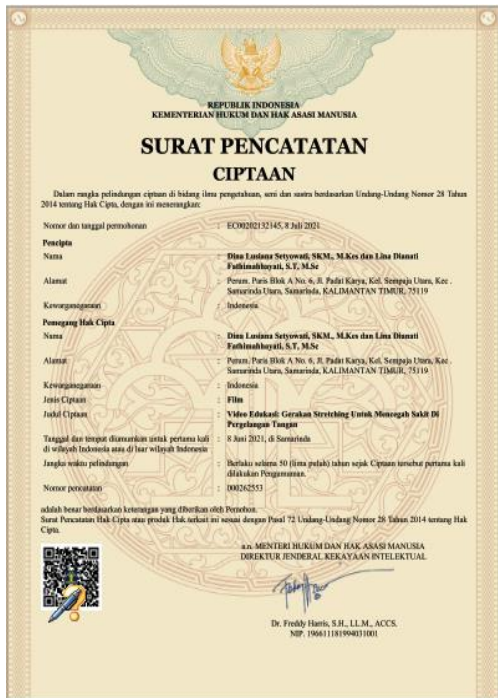 REPUBLIK INDONESIA
KEMENTERIAN HUKUM DAN HAK ASASI MANUSIA
SURAT PENCATATAN
CIPTAAN
Dalam rangka pelindungan ciptaan di bidang ilmu pengetahuan, seni dan sastra berdasarkan Undang-Undang Nomor 28 Tahun
2014 tentang Hak Cipta, dengan ini menerangkan:
Nomor dan tanggal permohonan : EC00202132145, 8 Juli 2021
Pencipta
Nama : Dina Lusiana Setyowati, SKM., M.Kes dan Lina Dianati
Fathimahhayati, S.T, M.Sc
Alamat : Perum. Paris Blok A No. 6, Jl. Padat Karya, Kel. Sempaja Utara, Kec .
Samarinda Utara, Samarinda, KALIMANTAN TIMUR, 75119
Kewarganegaraan : Indonesia
Pemegang Hak Cipta
Nama : Dina Lusiana Setyowati, SKM., M.Kes dan Lina Dianati
Fathimahhayati, S.T, M.Sc
Alamat : Perum. Paris Blok A No. 6, Jl. Padat Karya, Kel. Sempaja Utara, Kec .
Samarinda Utara, Samarinda, KALIMANTAN TIMUR, 75119
Kewarganegaraan : Indonesia
Jenis Ciptaan : Film
Judul Ciptaan : Video Edukasi: Gerakan Stretching Untuk Mencegah Sakit Di
Pergelangan Tangan
Tanggal dan tempat diumumkan untuk pertama kali : 8 Juni 2021, di Samarinda
di wilayah Indonesia atau di luar wilayah Indonesia
Jangka waktu pelindungan : Berlaku selama 50 (lima puluh) tahun sejak Ciptaan tersebut pertama kali
dilakukan Pengumuman.
Nomor pencatatan : 000262553
adalah benar berdasarkan keterangan yang diberikan oleh Pemohon.
Surat Pencatatan Hak Cipta atau produk Hak terkait ini sesuai dengan Pasal 72 Undang-Undang Nomor 28 Tahun 2014 tentang Hak
Cipta.
a.n. MENTERI HUKUM DAN HAK ASASI MANUSIA
DIREKTUR JENDERAL KEKAYAAN INTELEKTUAL
Dr. Freddy Harris, S.H., LL.M., ACCS.
NIP. 196611181994031001